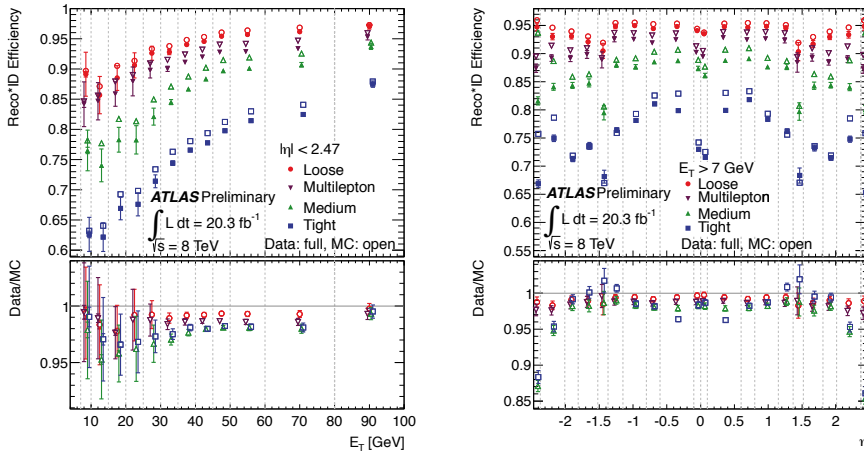 Reco*ID Efficiency
1
0.95
0.9
0.85
0.8
0.75
0.7
0.65
0.6
|η| < 2.47
Loose
Multilepton
Medium
Tight
ATLAS Preliminary
∫ L dt = 20.3 fb⁻¹
√s = 8 TeV
Data: full, MC: open
Data/MC
1
0.95
10 20 30 40 50 60 70 80 90 100
E_T [GeV]
Reco*ID Efficiency
0.95
0.9
0.85
0.8
0.75
0.7
0.65
0.6
0.55
E_T > 7 GeV
Loose
Multilepton
Medium
Tight
ATLAS Preliminary
∫ L dt = 20.3 fb⁻¹
√s = 8 TeV
Data: full, MC: open
Data/MC
1
0.95
0.9
0.85
-2 -1.5 -1 -0.5 0 0.5 1 1.5 2